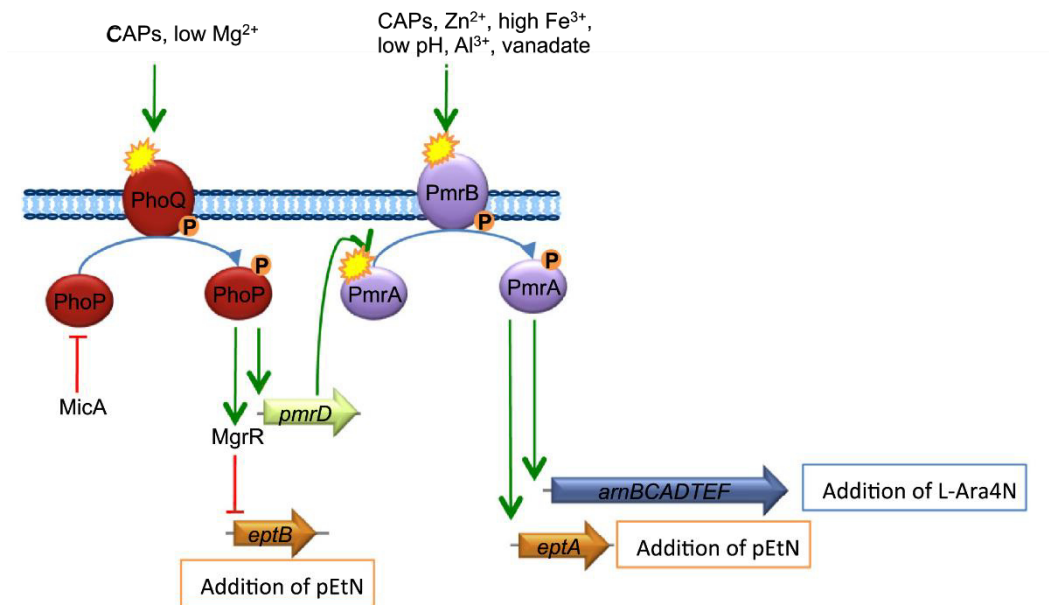 CAPs, low Mg²⁺
CAPs, Zn²⁺, high Fe³⁺,
low pH, Al³⁺, vanadate
PhoQ
PmrB
P
P
P
P
PhoP
PhoP
PmrA
PmrA
MicA
pmrD
MgrR
arnBCADTEF
Addition of L-Ara4N
eptB
eptA
Addition of pEtN
Addition of pEtN